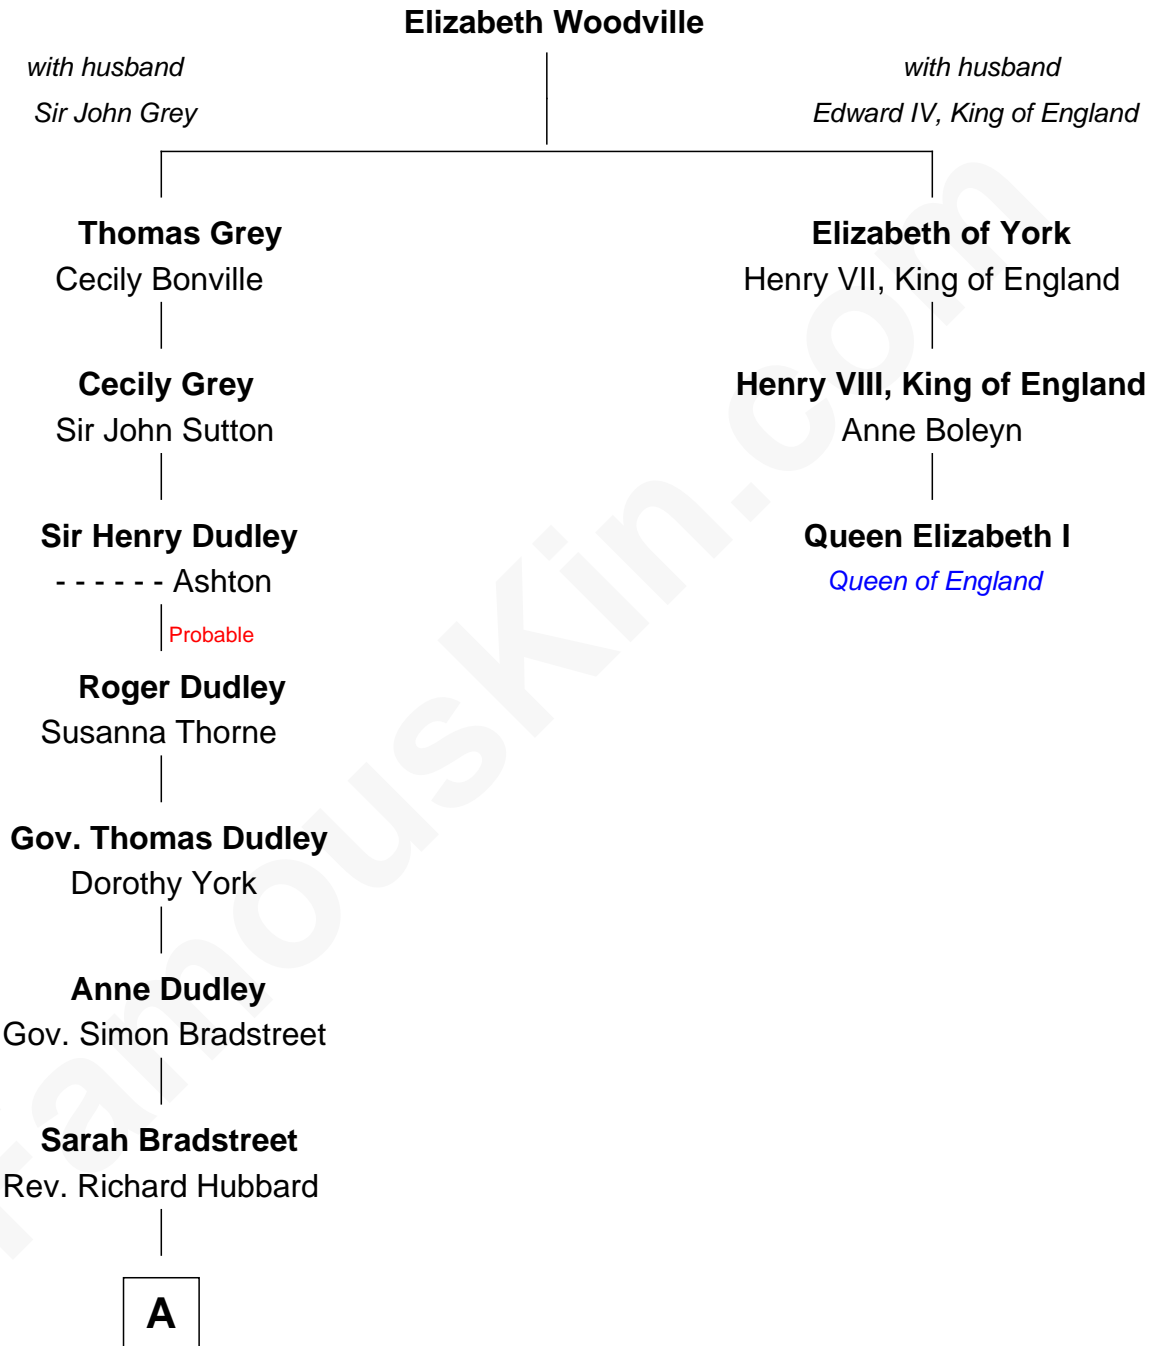 Elizabeth Woodville
with husband
Sir John Grey
with husband
Edward IV, King of England
Thomas Grey
Cecily Bonville
Elizabeth of York
Henry VII, King of England
Cecily Grey
Sir John Sutton
Henry VIII, King of England
Anne Boleyn
Sir Henry Dudley
- - - - - - Ashton
Queen Elizabeth I
Queen of England
Probable
Roger Dudley
Susanna Thorne
Gov. Thomas Dudley
Dorothy York
Anne Dudley
Gov. Simon Bradstreet
Sarah Bradstreet
Rev. Richard Hubbard
A
FamousKin.com